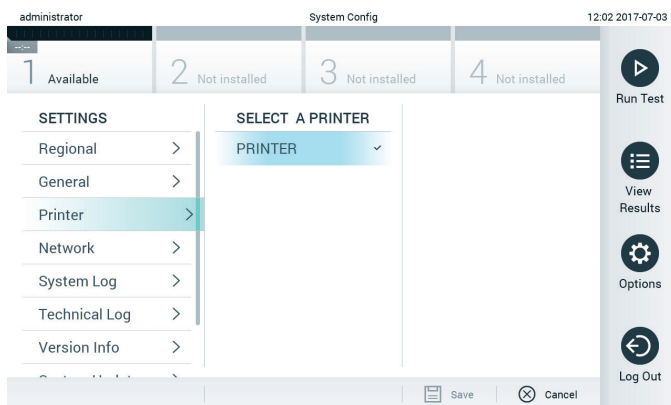 administrator System Config 12:02 2017-07-03
--:--
1 Available 2 Not installed 3 Not installed 4 Not installed
Run Test
SETTINGS SELECT A PRINTER
Regional PRINTER
General
View
Results
Printer
Network
System Log
Options
Technical Log
Version Info
Log Out
Save Cancel